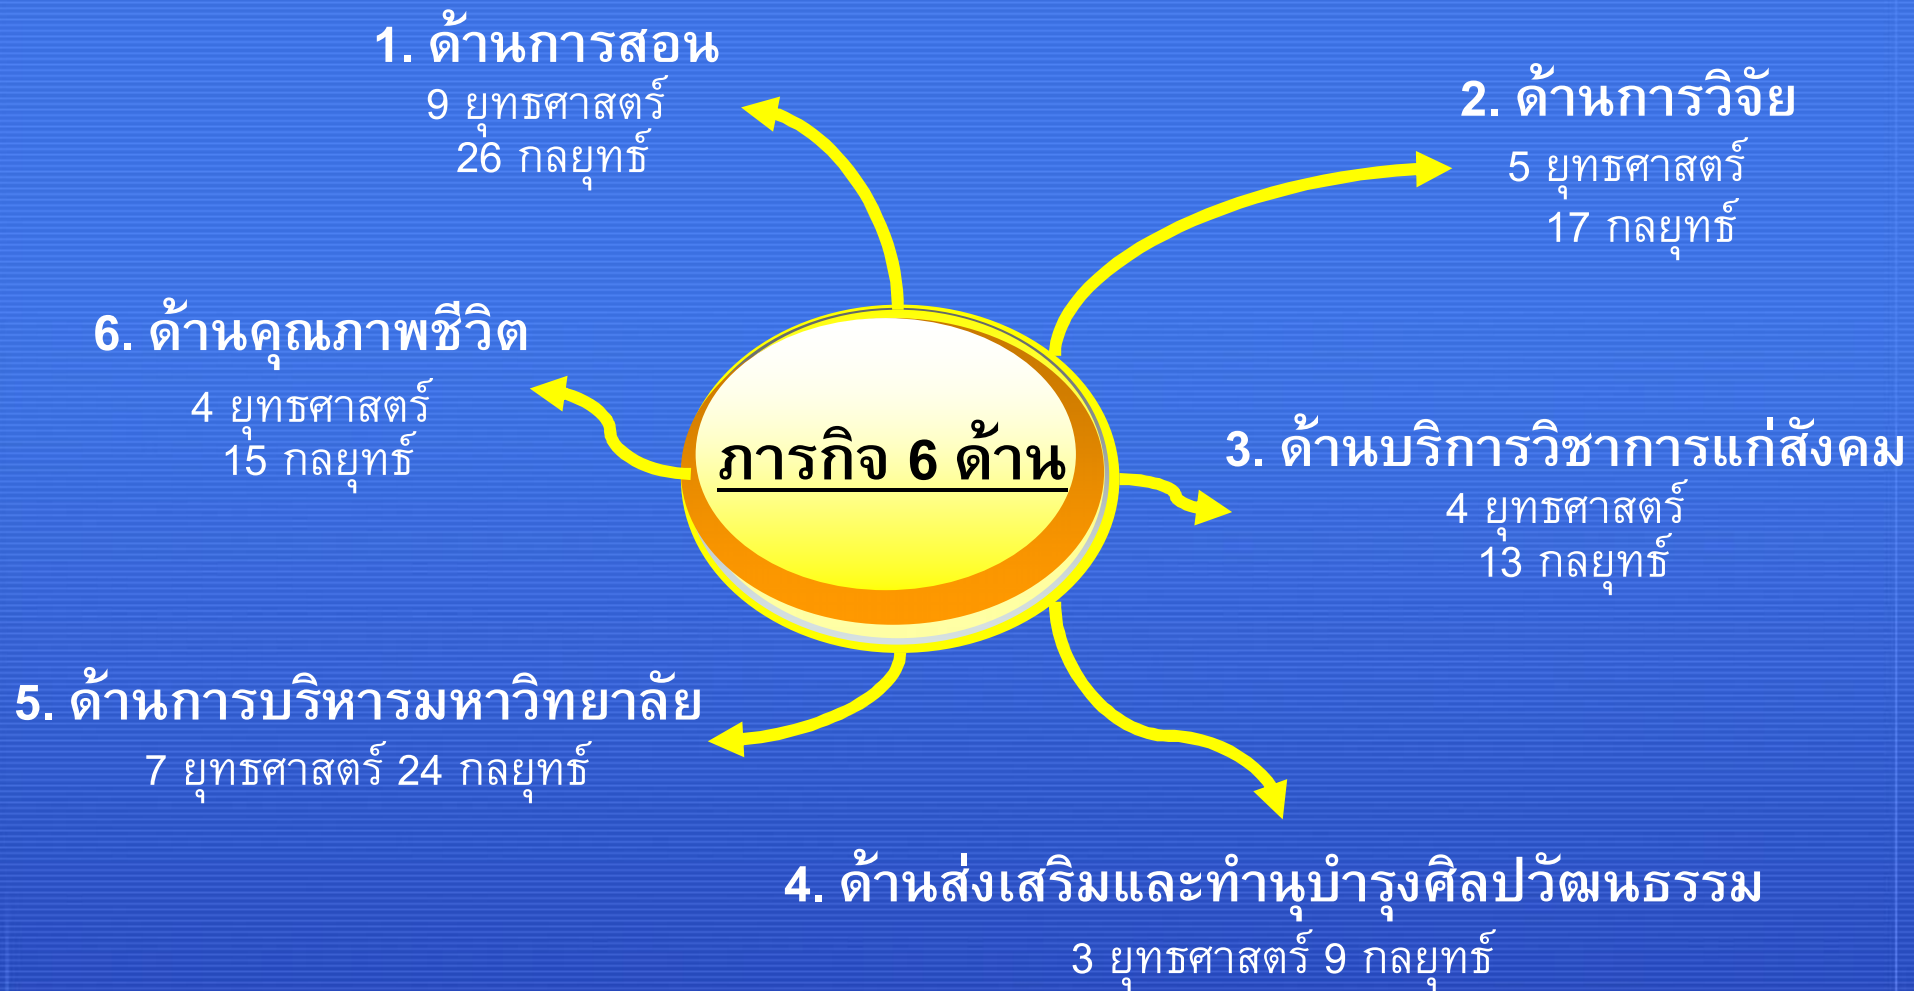 1. ด้านการสอน
9 ยุทธศาสตร์
26 กลยุทธ์
2. ด้านการวิจัย
5 ยุทธศาสตร์
17 กลยุทธ์
6. ด้านคุณภาพชีวิต
4 ยุทธศาสตร์
15 กลยุทธ์
ภารกิจ 6 ด้าน
3. ด้านบริการวิชาการแก่สังคม
4 ยุทธศาสตร์
13 กลยุทธ์
5. ด้านการบริหารมหาวิทยาลัย
7 ยุทธศาสตร์ 24 กลยุทธ์
4. ด้านส่งเสริมและทำนุบำรุงศิลปวัฒนธรรม
3 ยุทธศาสตร์ 9 กลยุทธ์